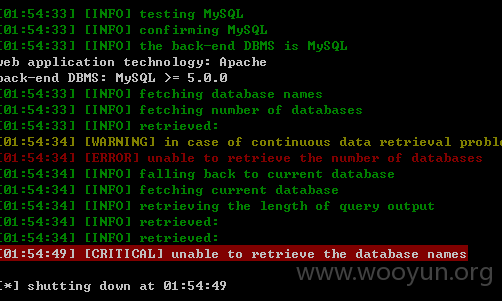 [01:54:33] [INFO] testing MySQL
[01:54:33] [INFO] confirming MySQL
[01:54:33] [INFO] the back-end DBMS is MySQL
web application technology: Apache
back-end DBMS: MySQL >= 5.0.0
[01:54:33] [INFO] fetching database names
[01:54:33] [INFO] fetching number of databases
[01:54:33] [INFO] retrieved:
[01:54:34] [WARNING] in case of continuous data retrieval
[01:54:34] [ERROR] unable to retrieve the number of databases
[01:54:34] [INFO] falling back to current database
[01:54:34] [INFO] fetching current database
[01:54:34] [INFO] retrieving the length of query output
[01:54:34] [INFO] retrieved:
[01:54:34] [INFO] retrieved:
[01:54:49] [CRITICAL] unable to retrieve the database names
www.wooyun.org
[*] shutting down at 01:54:49